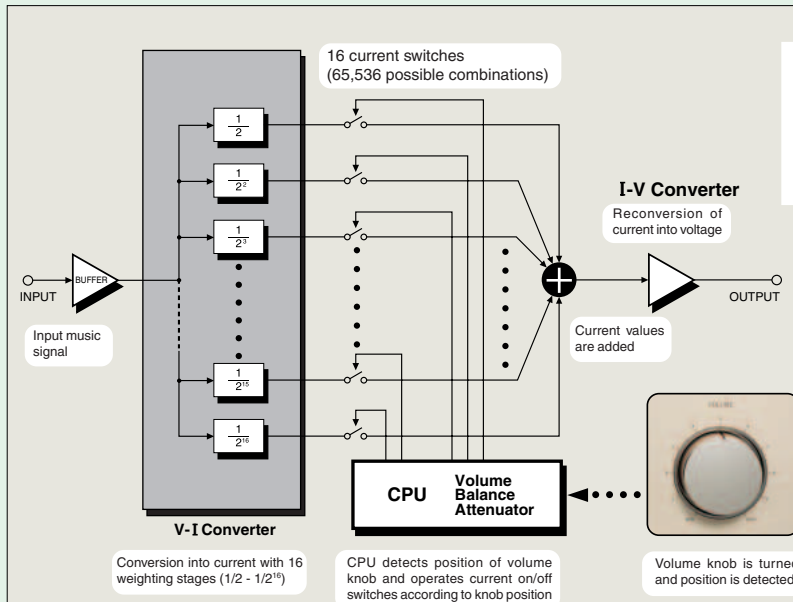 16 current switches
(65,536 possible combinations)
1/2
1/2²
1/2³
I-V Converter
Reconversion of
current into voltage
BUFFER
INPUT
OUTPUT
Input music
signal
Current values
are added
1/2¹⁵
1/2¹⁶
CPU
Volume
Balance
Attenuator
V-I Converter
Conversion into current with 16
weighting stages (1/2 - 1/2¹⁶)
CPU detects position of volume
knob and operates current on/off
switches according to knob position
VOLUME
Volume knob is turned
and position is detected